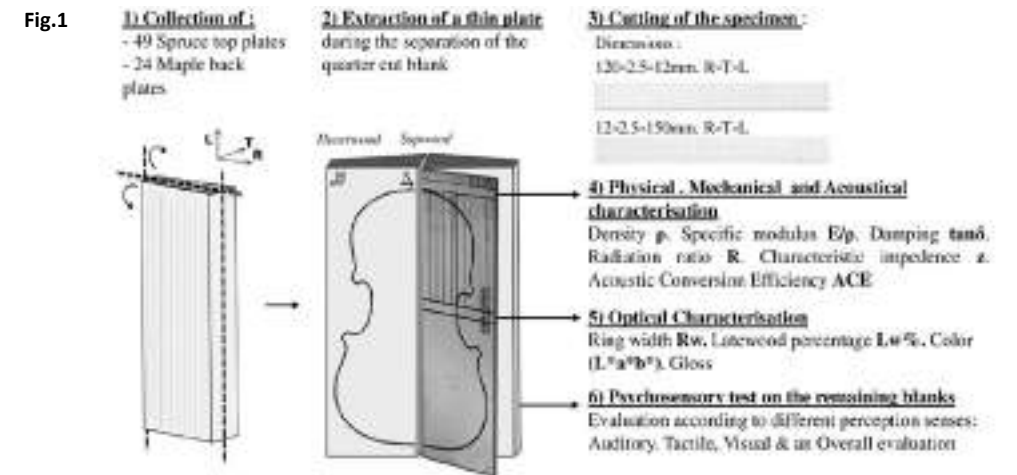 Fig.1
1) Collection of :
- 49 Spruce top plates
- 24 Maple back
plates
2) Extraction of a thin plate
during the separation of the
quarter cut blank
3) Cutting of the specimen :
Dimensions :
120*2.5*12mm. R-T-L
12*2.5*150mm. R-T-L
L
T
R
Heartwood Sapwood
4) Physical , Mechanical and Acoustical
characterisation
Density ρ. Specific modulus E/ρ. Damping tanδ.
Radiation ratio R. Characteristic impedence z.
Acoustic Conversion Efficiency ACE
5) Optical Characterisation
Ring width Rw. Latewood percentage Lw%. Color
(L*a*b*). Gloss
6) Psychosensory test on the remaining blanks
Evaluation according to different perception senses:
Auditory. Tactile, Visual & an Overall evaluation